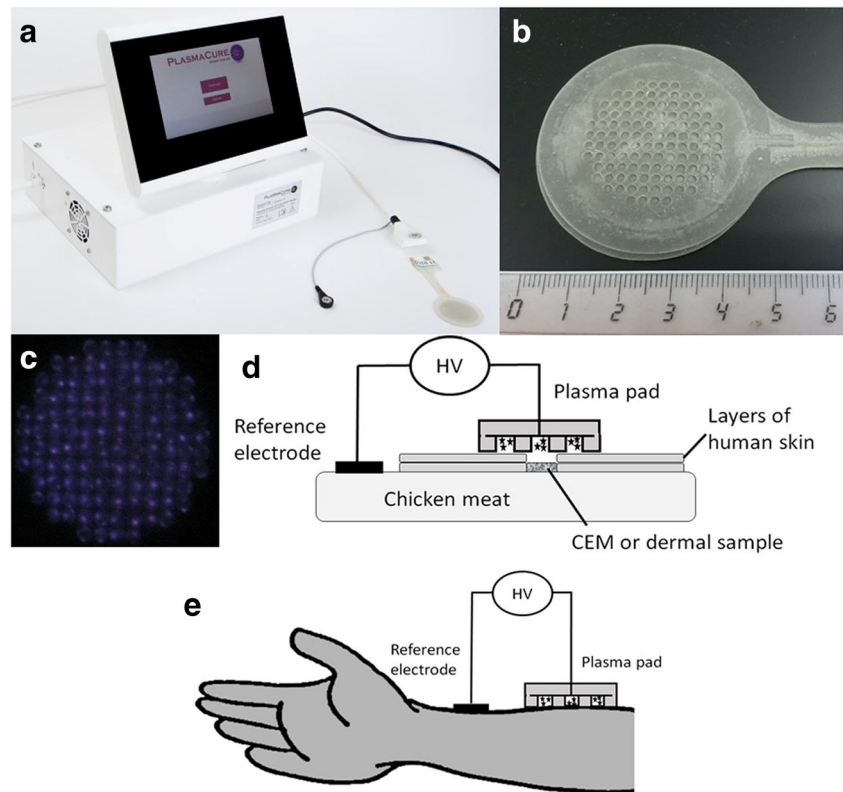 a
PLASMACURE
b
0 1 2 3 4 5 6
PLASMACURE
c
d
HV
Plasma pad
Reference
electrode
Layers of
human skin
Chicken meat
CEM or dermal sample
e
HV
Reference
electrode
Plasma pad